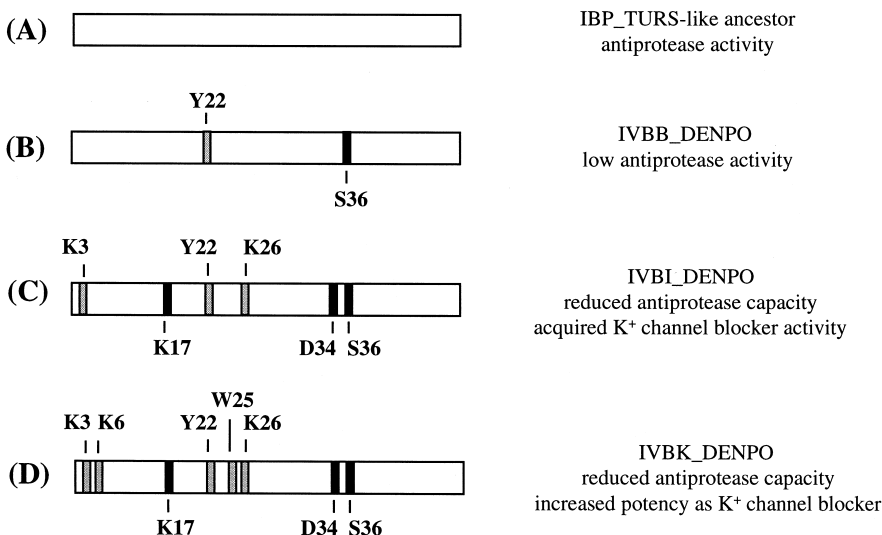 (A)
IBP_TURS-like ancestor
antiprotease activity
Y22
(B)
IVBB_DENPO
low antiprotease activity
S36
K3 Y22 K26
(C)
IVBI_DENPO
reduced antiprotease capacity
acquired K⁺ channel blocker activity
K17 D34 S36
W25
K3 K6 Y22 K26
(D)
IVBK_DENPO
reduced antiprotease capacity
increased potency as K⁺ channel blocker
K17 D34 S36